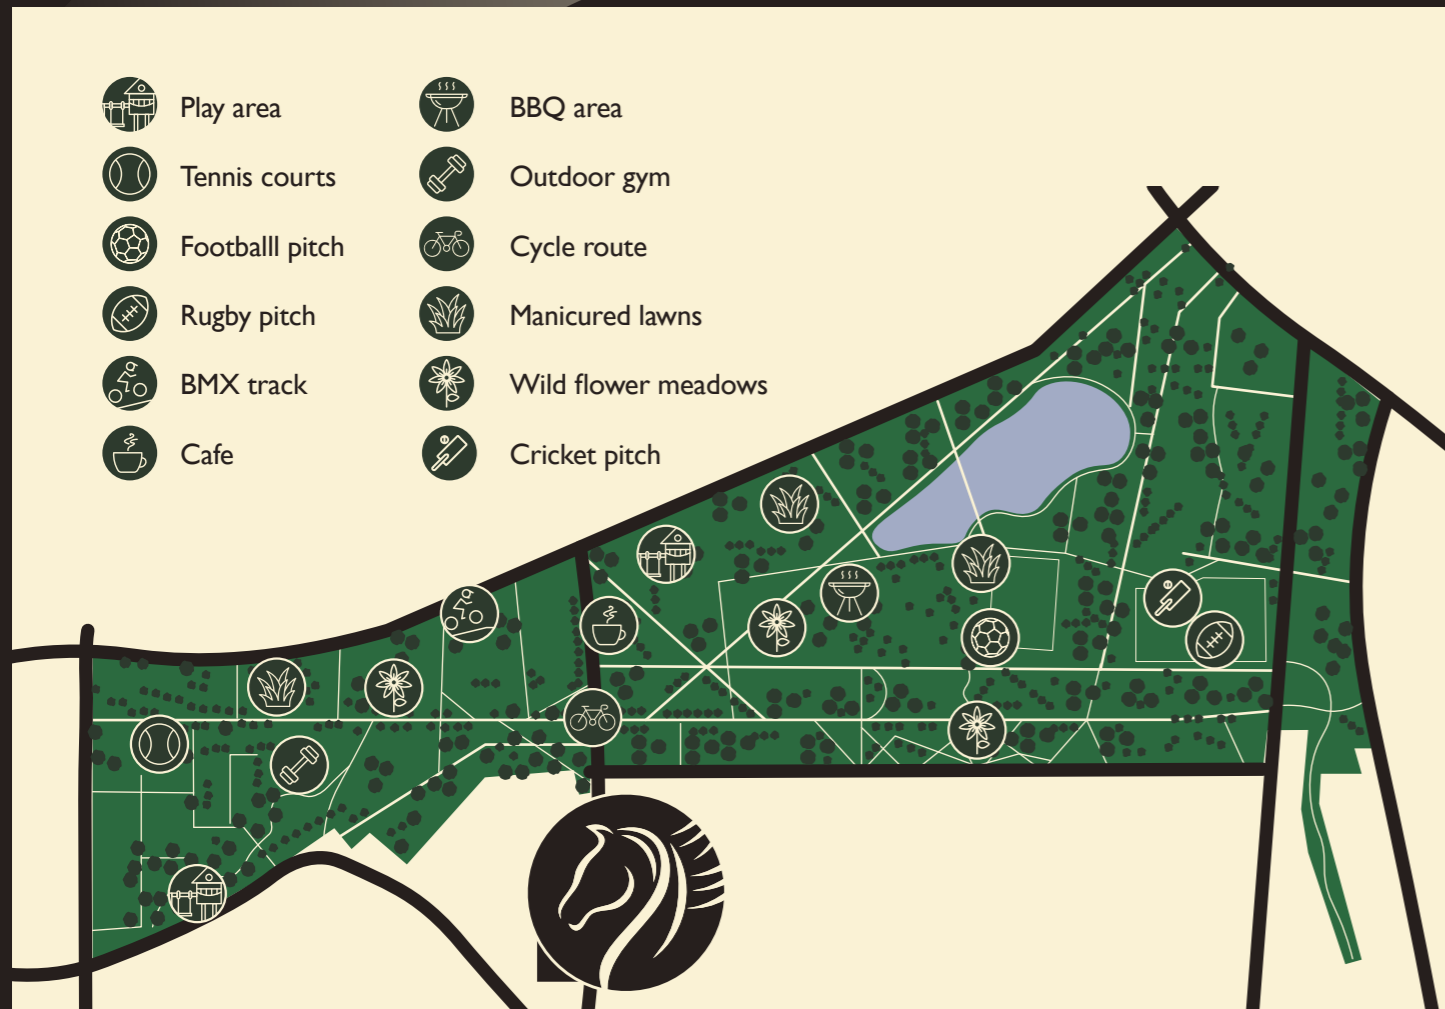 Play area
Tennis courts
Footballl pitch
Rugby pitch
BMX track
Cafe
BBQ area
Outdoor gym
Cycle route
Manicured lawns
Wild flower meadows
Cricket pitch